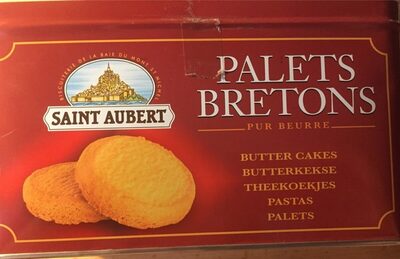 BISCUITERIE DE LA BAIE DU MONT ST MICHEL
SAINT AUBERT
PALETS
BRETONS
PUR BEURRE
BUTTER CAKES
BUTTERKEKSE
THEEKOEKJES
PASTAS
PALETS